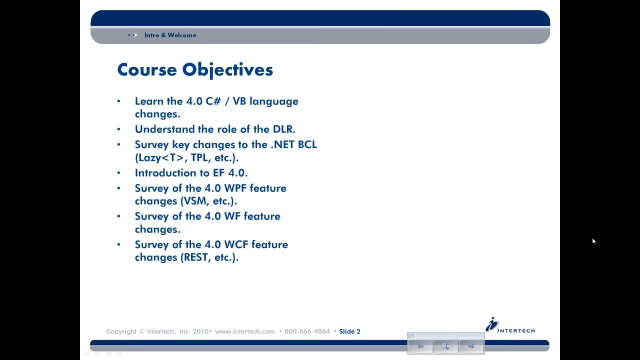 Intro & Welcome
Course Objectives
• Learn the 4.0 C# / VB language
changes.
• Understand the role of the DLR.
• Survey key changes to the .NET BCL
(Lazy<T>, TPL, etc.).
• Introduction to EF 4.0.
• Survey of the 4.0 WPF feature
changes (VSM, etc.).
• Survey of the 4.0 WF feature
changes.
• Survey of the 4.0 WCF feature
changes (REST, etc.).
Copyright © Intertech, Inc. 2010 • www.Intertech.com • 800-866-9884 • Slide 2
INTERTECH